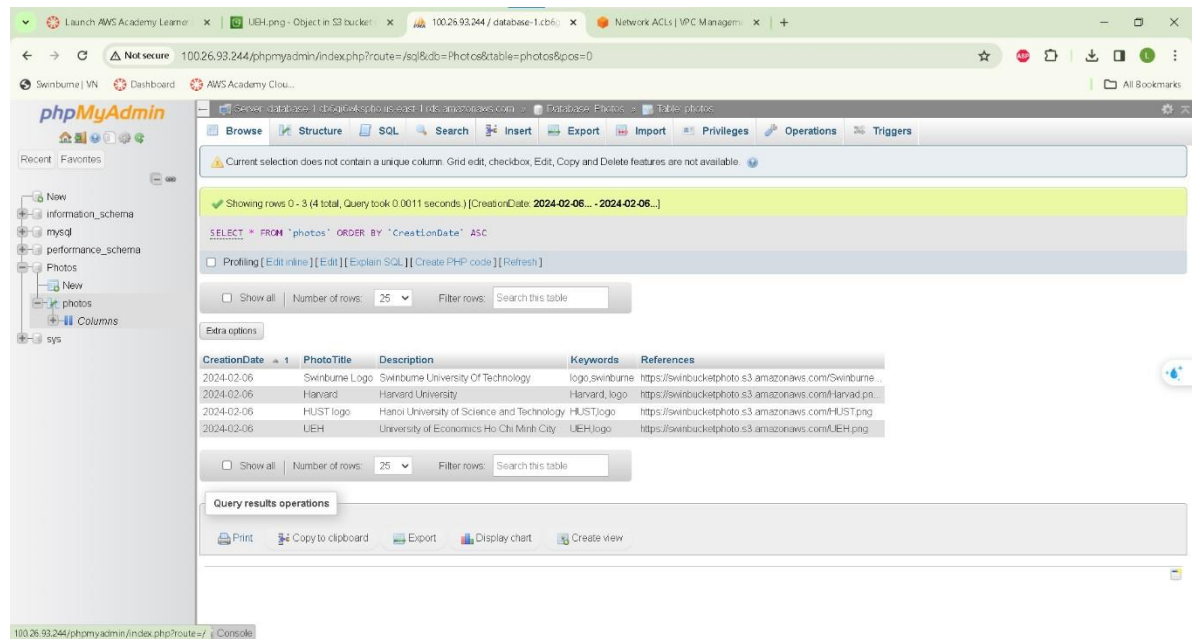 Launch AWS Academy Learner
UEH.png - Object in S3 bucket
100.26.93.244 / database-1.cb6
Network ACLs | VPC Managem
Not secure 100.26.93.244/phpmyadmin/index.php?route=/sql&db=Photos&table=photos&pos=0
Swinburne | VN Dashboard AWS Academy Clou... All Bookmarks
phpMyAdmin
Recent Favorites
New
information_schema
mysql
performance_schema
Photos
New
photos
Columns
sys
Database: Photos » Table: photos
Browse Structure SQL Search Insert Export Import Privileges Operations Triggers
Current selection does not contain a unique column. Grid edit, checkbox, Edit, Copy and Delete features are not available.
Showing rows 0 - 3 (4 total, Query took 0.0011 seconds.) [CreationDate: 2024-02-06... - 2024-02-06...]
SELECT * FROM `photos` ORDER BY `CreationDate` ASC
Profiling [ Edit inline ] [ Edit ] [ Explain SQL ] [ Create PHP code ] [ Refresh ]
Show all | Number of rows: 25 Filter rows: Search this table
Extra options
CreationDate 1 PhotoTitle Description Keywords References
2024-02-06 Swinburne Logo Swinburne University Of Technology logo,swinburne https://swinbucketphoto.s3.amazonaws.com/Swinburne...
2024-02-06 Harvard Harvard University Harvard, logo https://swinbucketphoto.s3.amazonaws.com/Harvad.pn...
2024-02-06 HUST logo Hanoi University of Science and Technology HUST,logo https://swinbucketphoto.s3.amazonaws.com/HUST.png
2024-02-06 UEH University of Economics Ho Chi Minh City UEH,logo https://swinbucketphoto.s3.amazonaws.com/UEH.png
Show all | Number of rows: 25 Filter rows: Search this table
Query results operations
Print Copy to clipboard Export Display chart Create view
100.26.93.244/phpmyadmin/index.php?route=/ Console